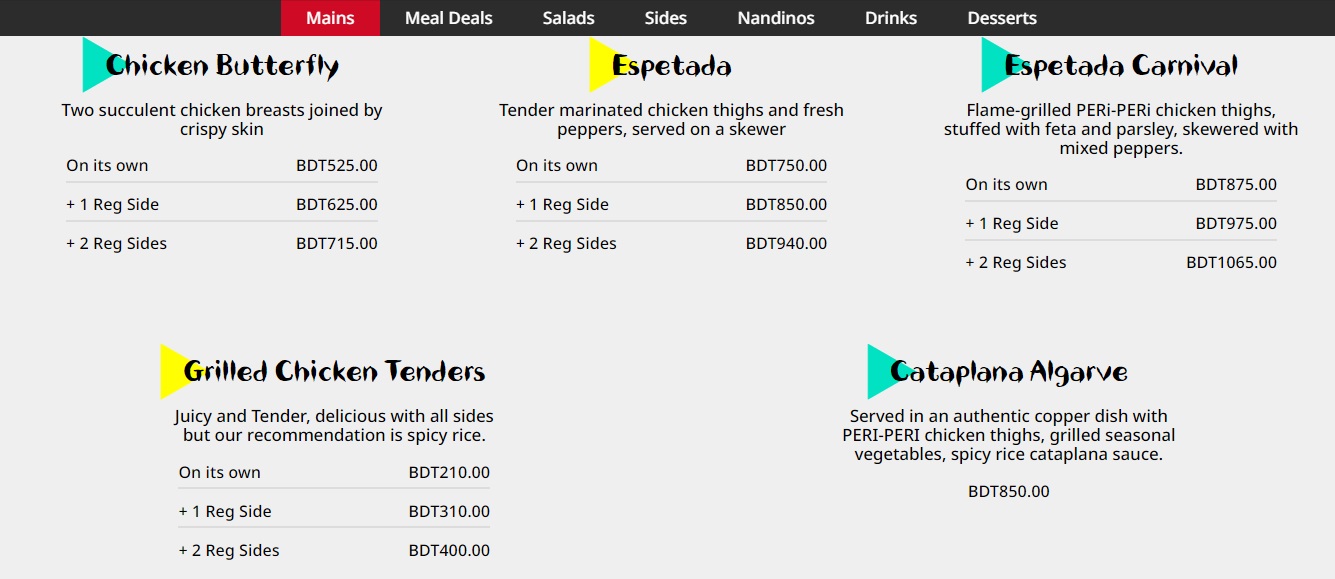 Mains Meal Deals Salads Sides Nandinos Drinks Desserts
Chicken Butterfly
Two succulent chicken breasts joined by
crispy skin
On its own BDT525.00
+ 1 Reg Side BDT625.00
+ 2 Reg Sides BDT715.00
Espetada
Tender marinated chicken thighs and fresh
peppers, served on a skewer
On its own BDT750.00
+ 1 Reg Side BDT850.00
+ 2 Reg Sides BDT940.00
Espetada Carnival
Flame-grilled PERi-PERi chicken thighs,
stuffed with feta and parsley, skewered with
mixed peppers.
On its own BDT875.00
+ 1 Reg Side BDT975.00
+ 2 Reg Sides BDT1065.00
Grilled Chicken Tenders
Juicy and Tender, delicious with all sides
but our recommendation is spicy rice.
On its own BDT210.00
+ 1 Reg Side BDT310.00
+ 2 Reg Sides BDT400.00
Cataplana Algarve
Served in an authentic copper dish with
PERI-PERI chicken thighs, grilled seasonal
vegetables, spicy rice cataplana sauce.
BDT850.00